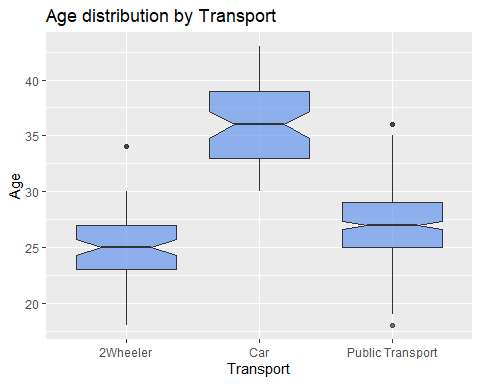 Age distribution by Transport
40
35
30
25
20
Age
2Wheeler
Car
Public Transport
Transport